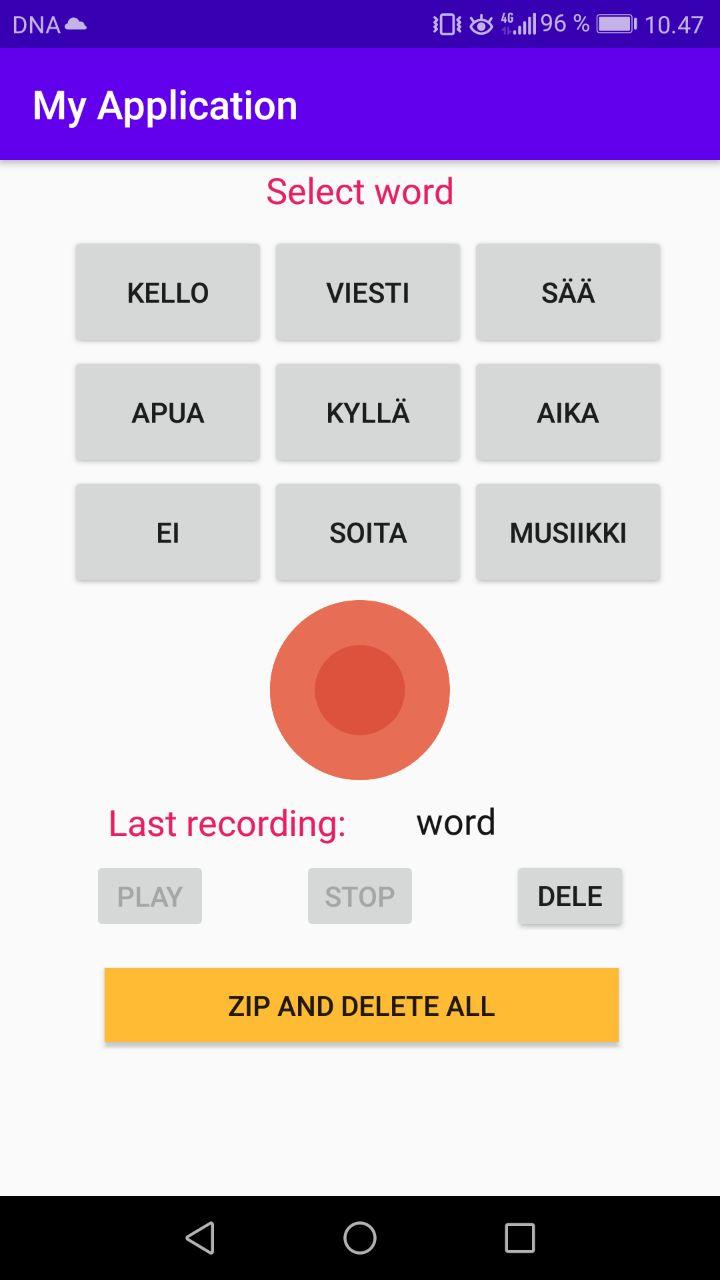 DNA 4G 96 % 10.47
My Application
Select word
KELLO VIESTI SÄÄ
APUA KYLLÄ AIKA
EI SOITA MUSIIKKI
Last recording: word
PLAY STOP DELE
ZIP AND DELETE ALL